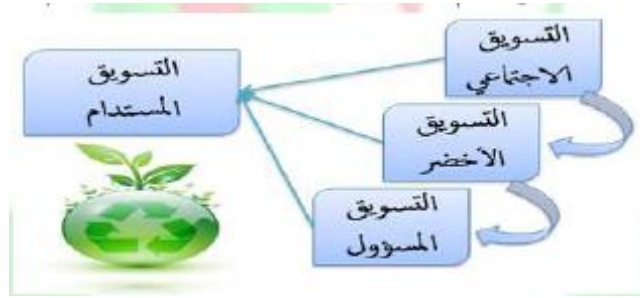 التسويق
الاجتماعي
التسويق
المستدام
التسويق
الأخضر
التسويق
المسؤول